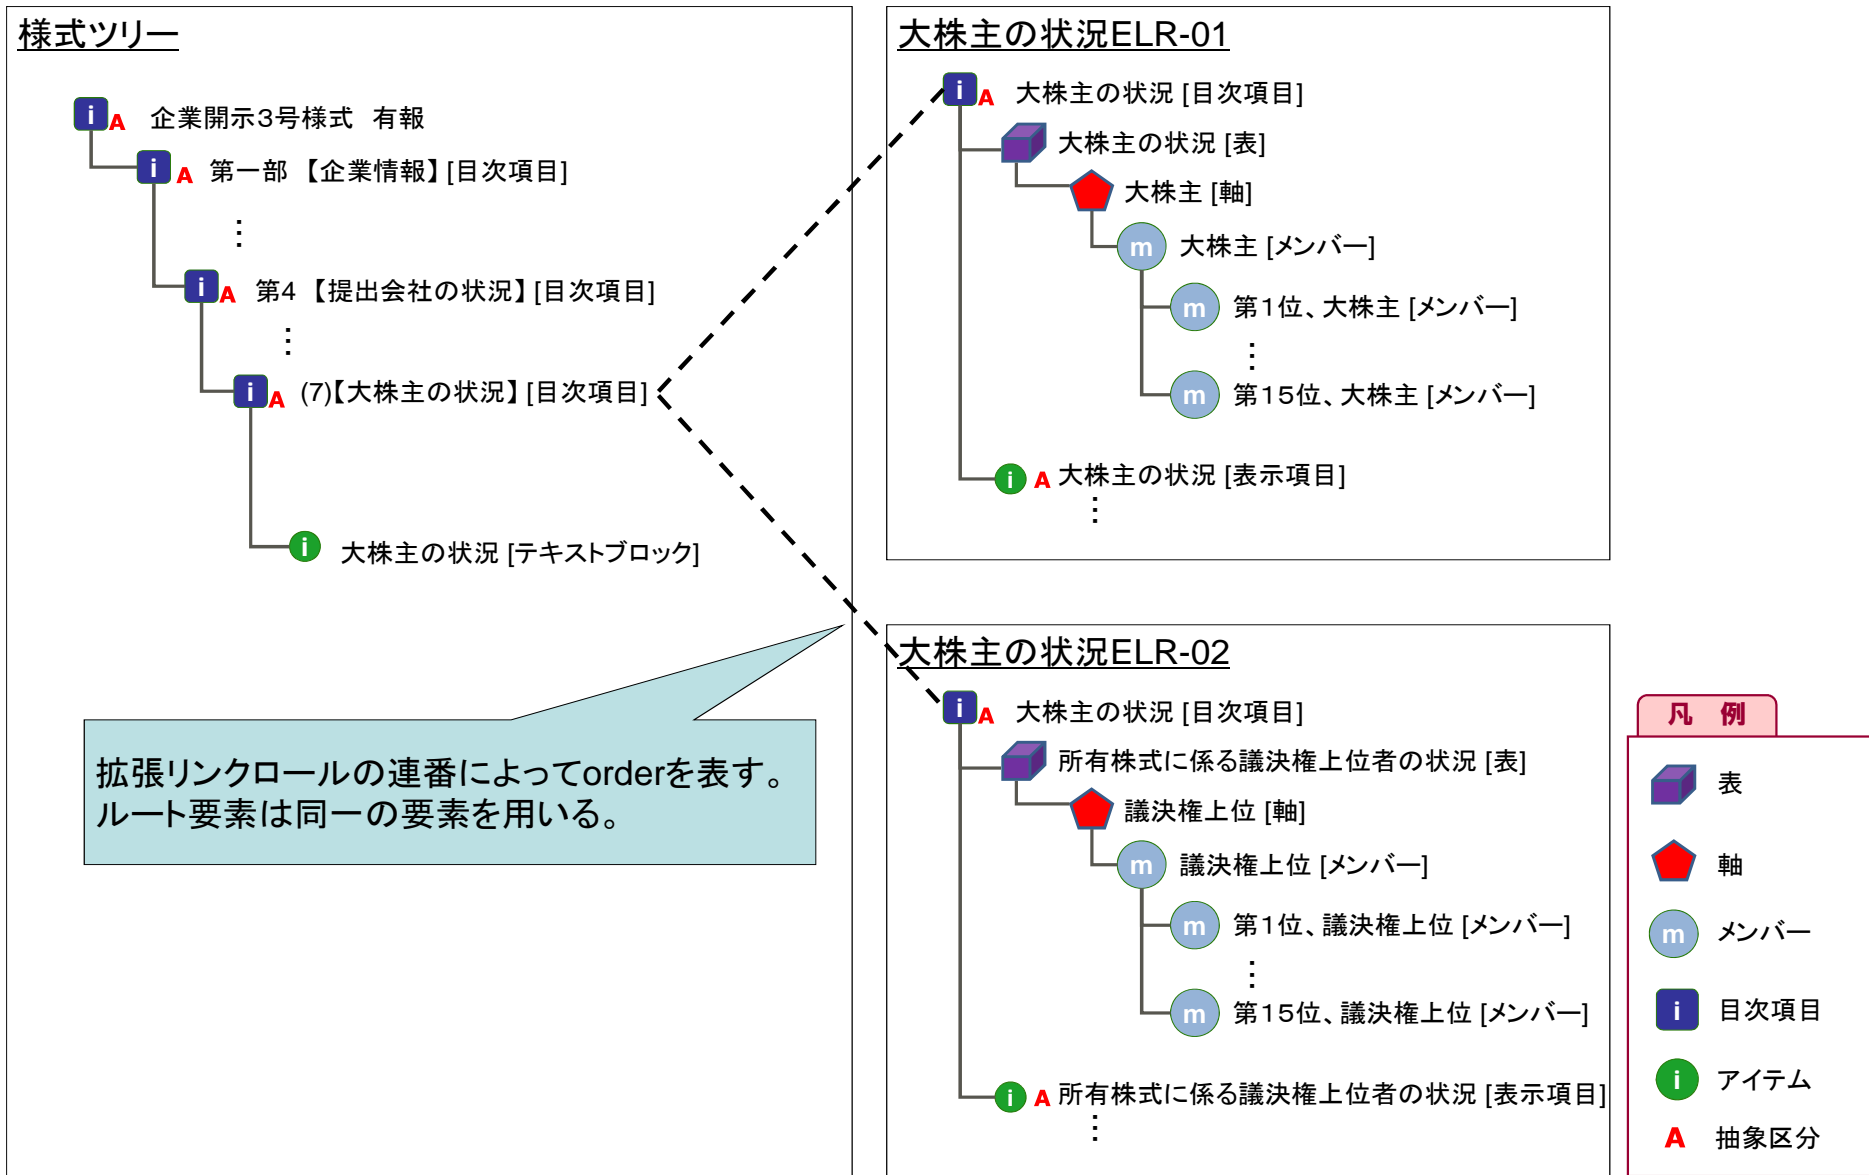 様式ツリー
i A 企業開示3号様式 有報
i A 第一部 【企業情報】 [目次項目]
⋮
i A 第4 【提出会社の状況】 [目次項目]
⋮
i A (7)【大株主の状況】 [目次項目]
i 大株主の状況 [テキストブロック]
拡張リンクロールの連番によってorderを表す。
ルート要素は同一の要素を用いる。
大株主の状況ELR-01
i A 大株主の状況 [目次項目]
大株主の状況 [表]
大株主 [軸]
m 大株主 [メンバー]
m 第1位、大株主 [メンバー]
⋮
m 第15位、大株主 [メンバー]
i A 大株主の状況 [表示項目]
⋮
大株主の状況ELR-02
i A 大株主の状況 [目次項目]
所有株式に係る議決権上位者の状況 [表]
議決権上位 [軸]
m 議決権上位 [メンバー]
m 第1位、議決権上位 [メンバー]
⋮
m 第15位、議決権上位 [メンバー]
i A 所有株式に係る議決権上位者の状況 [表示項目]
⋮
凡 例
表
軸
m メンバー
i 目次項目
i アイテム
A 抽象区分